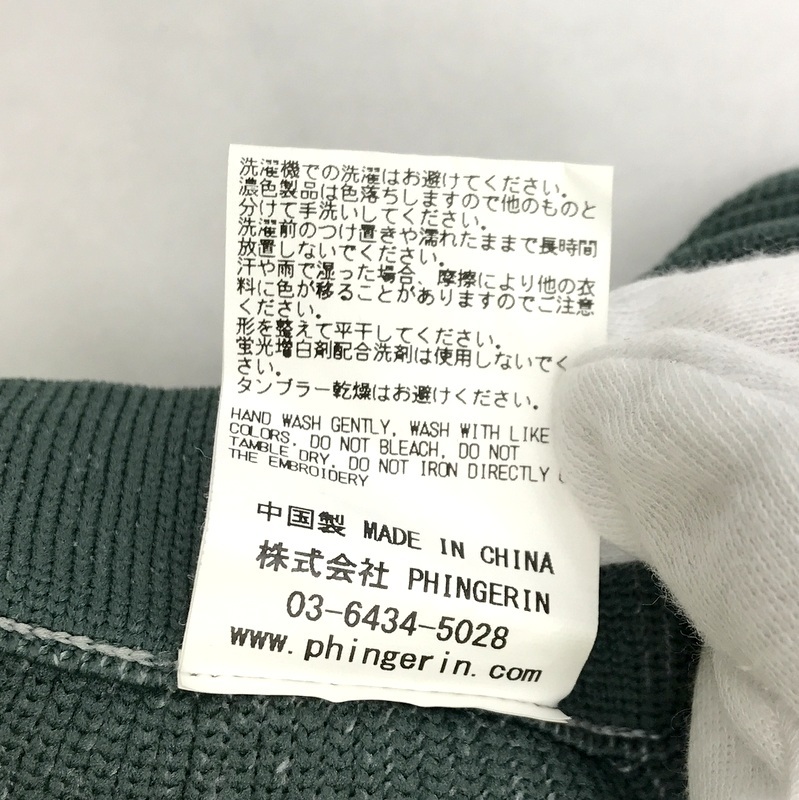 洗濯機での洗濯はお避けてください。
濃色製品は色落ちしますので他のものと
分けて手洗いしてください。
洗濯前のつけ置きや濡れたままで長時間
放置しないでください。
汗や雨で湿った場合、摩擦により他の衣
料に色が移ることがありますのでご注意
ください。
形を整えて平干してください。
蛍光増白剤配合洗剤は使用しないでく
さい。
タンブラー乾燥はお避けください。
HAND WASH GENTLY, WASH WITH LIKE
COLORS. DO NOT BLEACH, DO NOT
TAMBLE DRY. DO NOT IRON DIRECTLY
THE EMBROIDERY
中国製 MADE IN CHINA
株式会社 PHINGERIN
03-6434-5028
www.phingerin.com